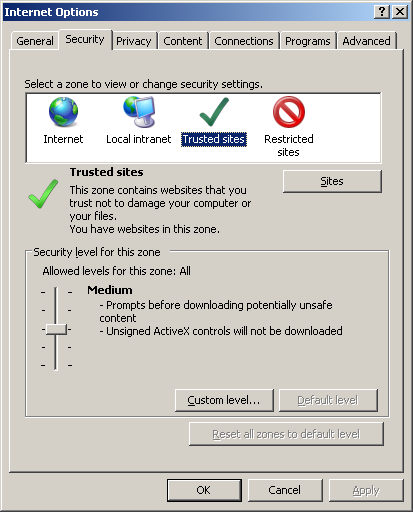 Internet Options
General Security Privacy Content Connections Programs Advanced
Select a zone to view or change security settings.
Internet Local intranet Trusted sites Restricted sites
Trusted sites
Sites
This zone contains websites that you
trust not to damage your computer or
your files.
You have websites in this zone.
Security level for this zone
Allowed levels for this zone: All
Medium
- Prompts before downloading potentially unsafe
content
- Unsigned ActiveX controls will not be downloaded
Custom level... Default level
Reset all zones to default level
OK Cancel Apply